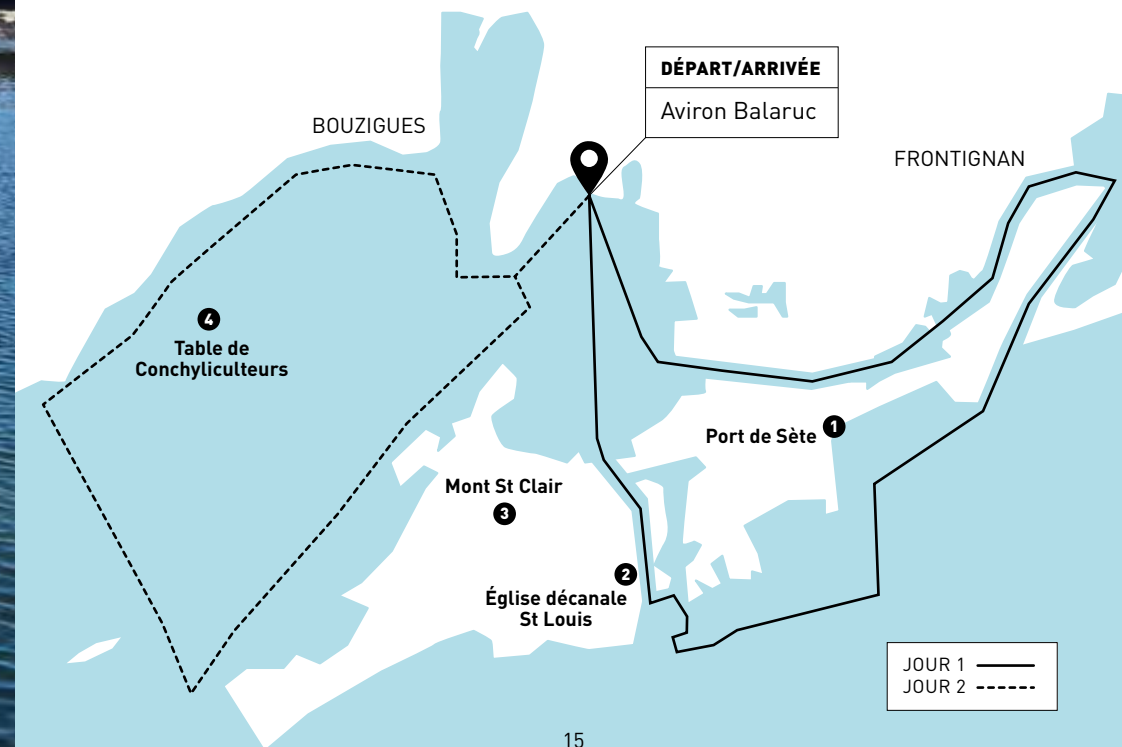 DÉPART/ARRIVÉE
Aviron Balaruc
BOUZIGUES
FRONTIGNAN
4
Table de
Conchyliculteurs
Port de Sète 1
Mont St Clair
3
2
Église décanale
St Louis
JOUR 1
JOUR 2
15